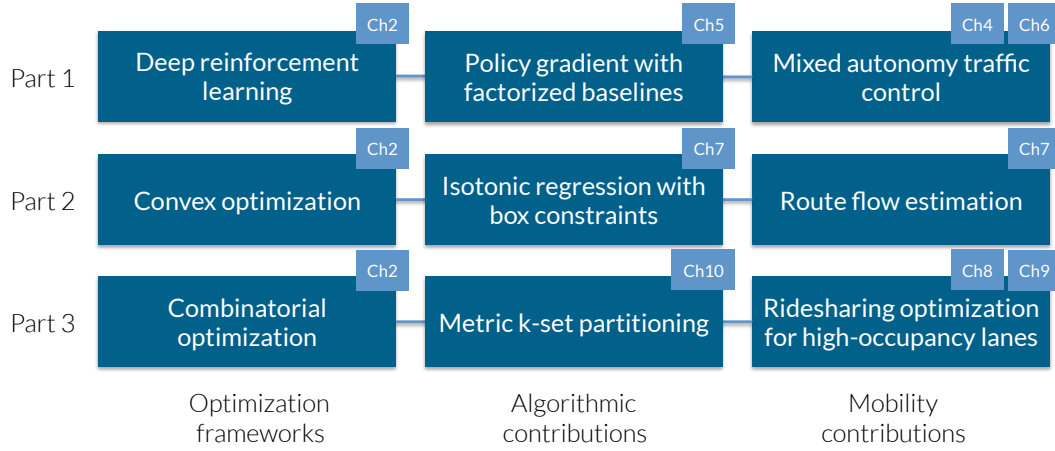 Ch2
Ch5
Ch4
Ch6
Part 1
Deep reinforcement
learning
Policy gradient with
factorized baselines
Mixed autonomy traffic
control
Ch2
Ch7
Ch7
Part 2
Convex optimization
Isotonic regression with
box constraints
Route flow estimation
Ch2
Ch10
Ch8
Ch9
Part 3
Combinatorial
optimization
Metric k-set partitioning
Ridesharing optimization
for high-occupancy lanes
Optimization
frameworks
Algorithmic
contributions
Mobility
contributions